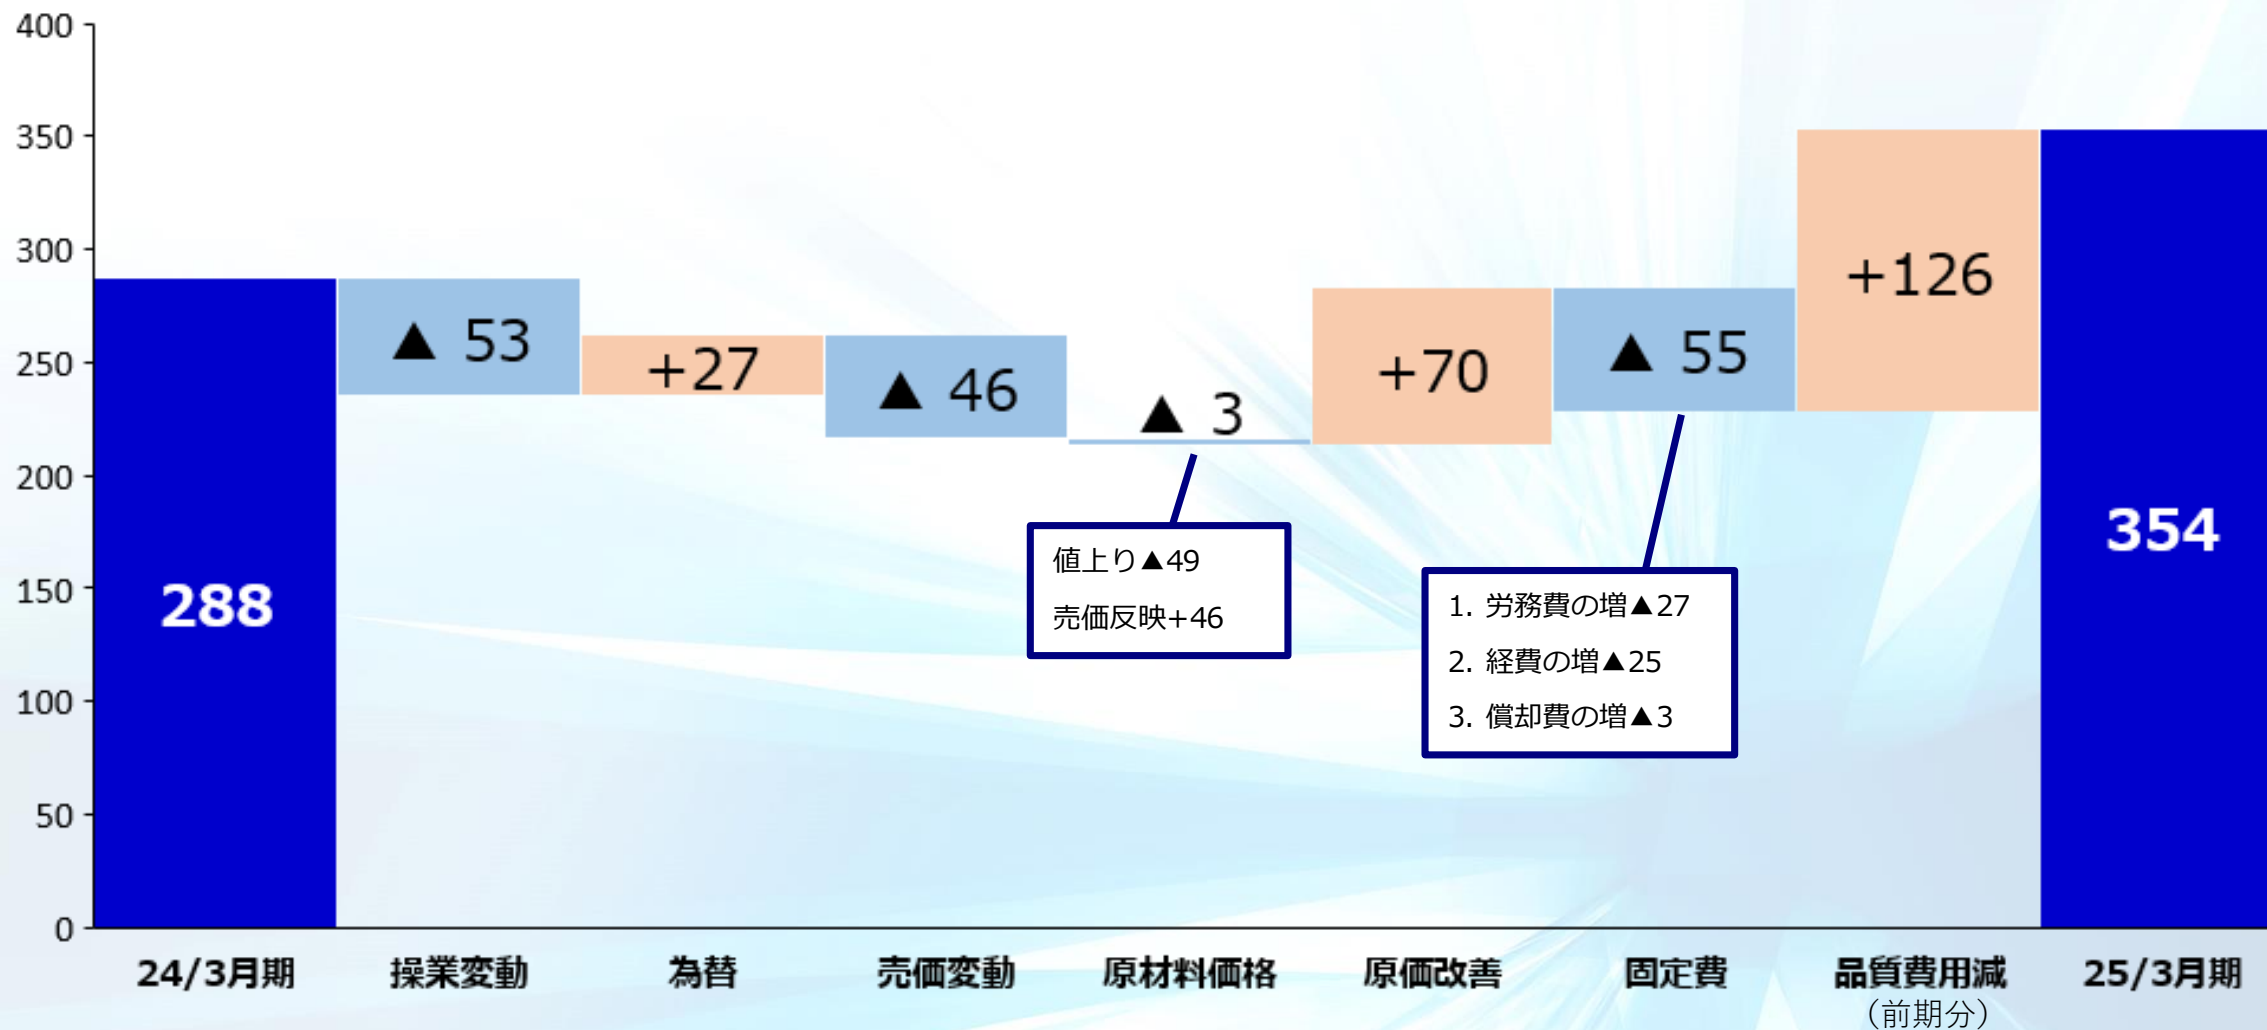 400
350
300
250
200
150
100
50
0
288
▲ 53
+27
▲ 46
▲ 3
+70
▲ 55
+126
354
値上り▲49
売価反映+46
1. 労務費の増▲27
2. 経費の増▲25
3. 償却費の増▲3
24/3月期
操業変動
為替
売価変動
原材料価格
原価改善
固定費
品質費用減
（前期分）
25/3月期